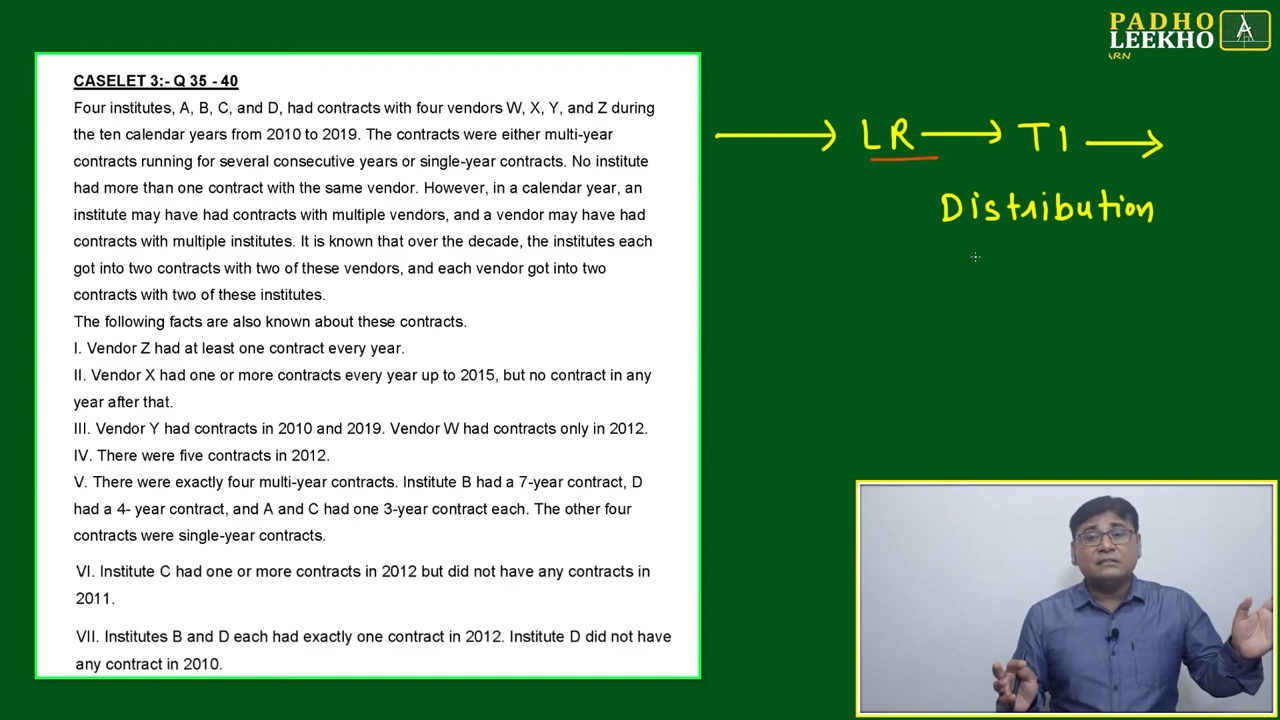 PADHO
LEEKHO
ARN
CASELET 3:- Q 35 - 40
Four institutes, A, B, C, and D, had contracts with four vendors W, X, Y, and Z during
the ten calendar years from 2010 to 2019. The contracts were either multi-year
contracts running for several consecutive years or single-year contracts. No institute
had more than one contract with the same vendor. However, in a calendar year, an
institute may have had contracts with multiple vendors, and a vendor may have had
contracts with multiple institutes. It is known that over the decade, the institutes each
got into two contracts with two of these vendors, and each vendor got into two
contracts with two of these institutes.
The following facts are also known about these contracts.
I. Vendor Z had at least one contract every year.
II. Vendor X had one or more contracts every year up to 2015, but no contract in any
year after that.
III. Vendor Y had contracts in 2010 and 2019. Vendor W had contracts only in 2012.
IV. There were five contracts in 2012.
V. There were exactly four multi-year contracts. Institute B had a 7-year contract, D
had a 4- year contract, and A and C had one 3-year contract each. The other four
contracts were single-year contracts.
VI. Institute C had one or more contracts in 2012 but did not have any contracts in
2011.
VII. Institutes B and D each had exactly one contract in 2012. Institute D did not have
any contract in 2010.
LR → T1 →
Distribution